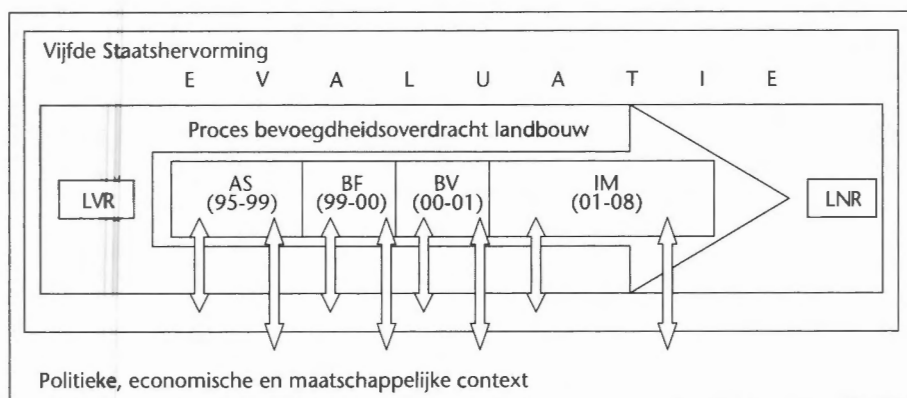 Vijfde Staatshervorming
E V A L U A T I E
Proces bevoegdheidsoverdracht landbouw
LVR
AS
(95-99)
BF
(99-00)
BV
(00-01)
IM
(01-08)
LNR
Politieke, economische en maatschappelijke context